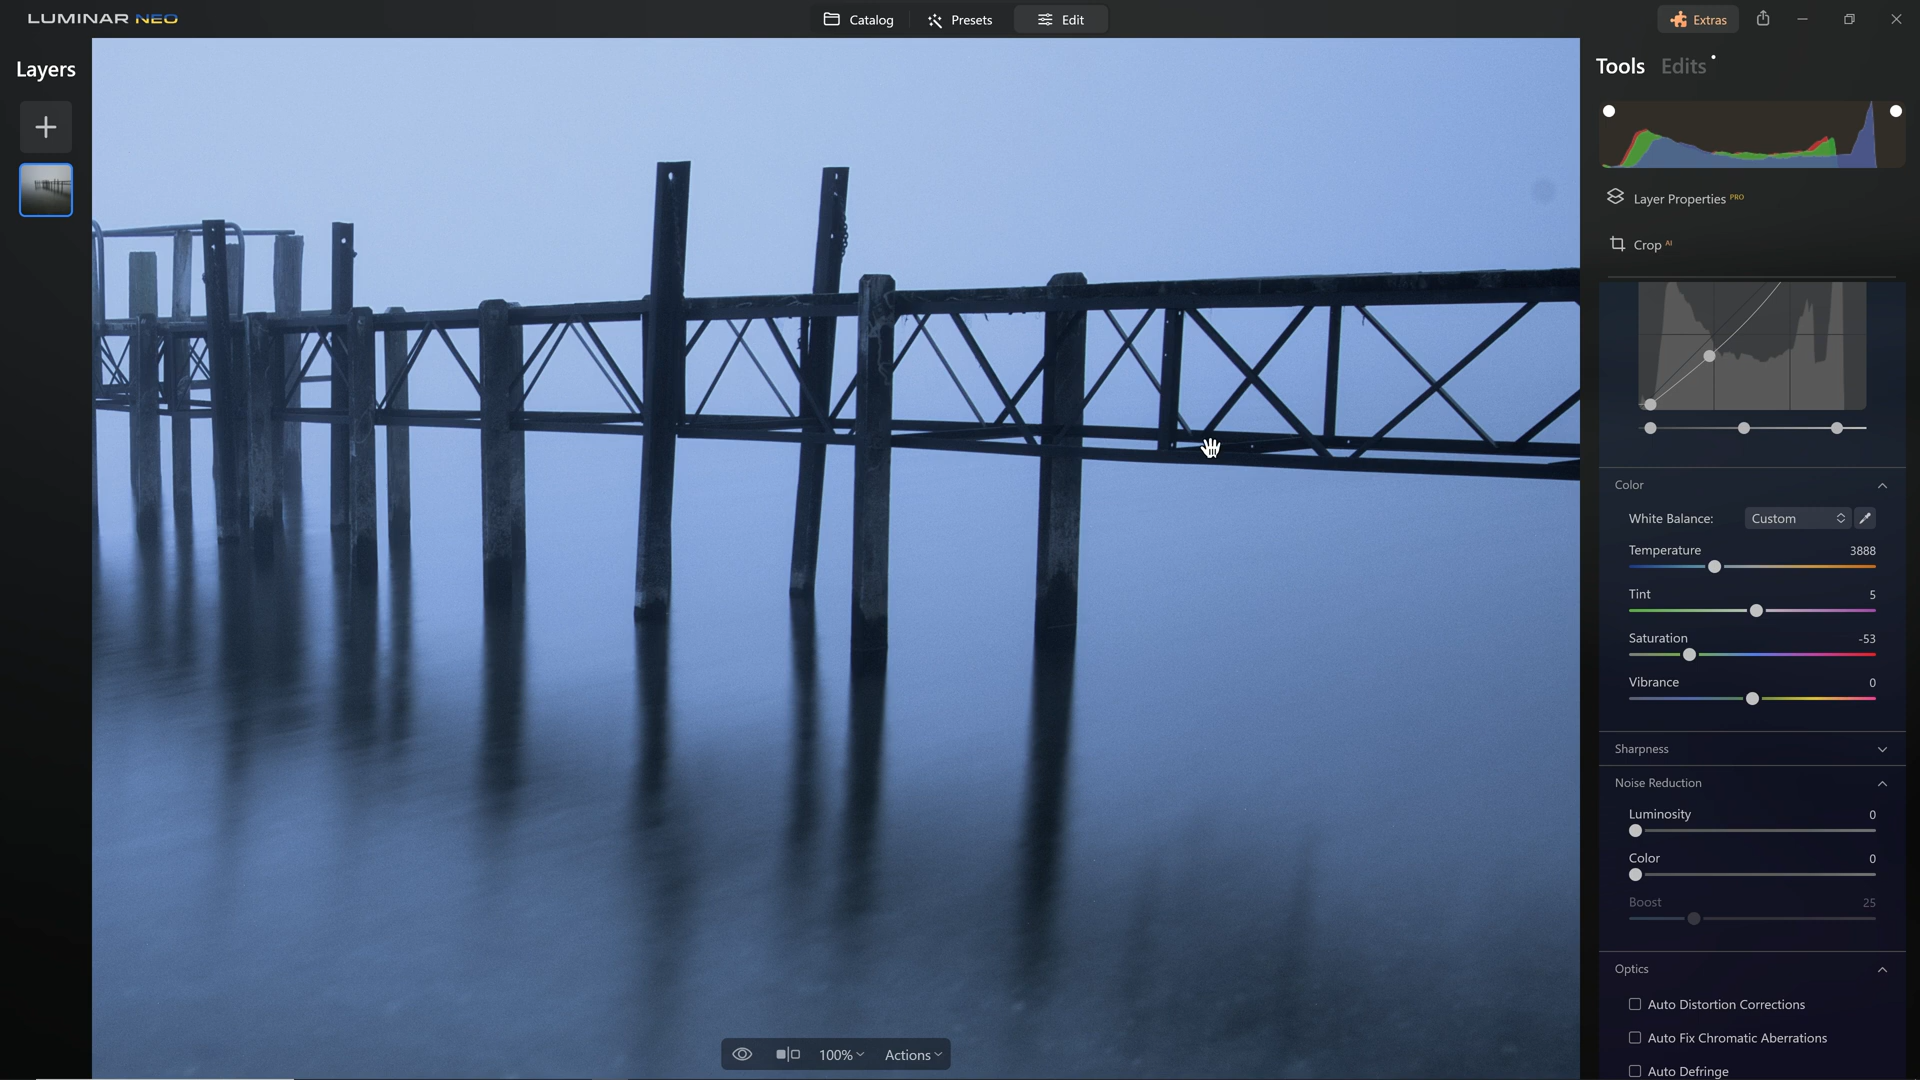 LUMINAR NEO
Catalog
Presets
Edit
Extras
Layers
Tools Edits
Layer Properties PRO
Crop AI
Color
White Balance: Custom
Temperature 3888
Tint 5
Saturation -53
Vibrance 0
Sharpness
Noise Reduction
Luminosity 0
Color 0
Boost 25
Optics
Auto Distortion Corrections
Auto Fix Chromatic Aberrations
Auto Defringe
100% Actions